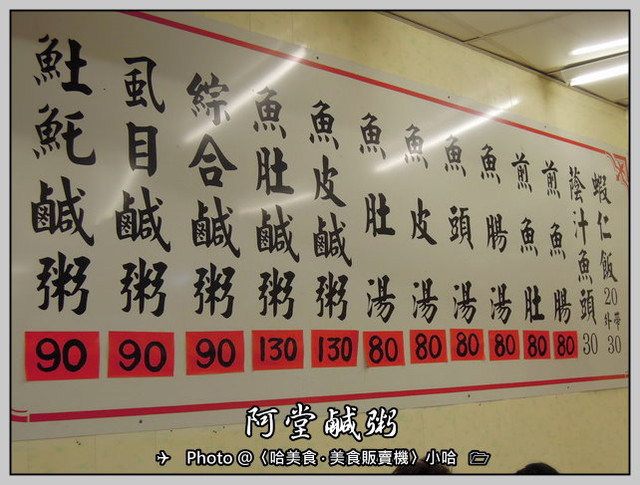 魠魠鹹粥 90
虱目鹹粥 90
綜合鹹粥 90
魚肚鹹粥 130
魚皮鹹粥 130
魚肚湯 80
魚皮湯 80
魚頭湯 80
魚腸湯 80
煎魚肚 80
煎魚腸 80
蔭汁魚頭 30
蝦仁飯 20 外帶 30
阿堂鹹粥
Photo @〈哈美食‧美食販賣機〉小哈